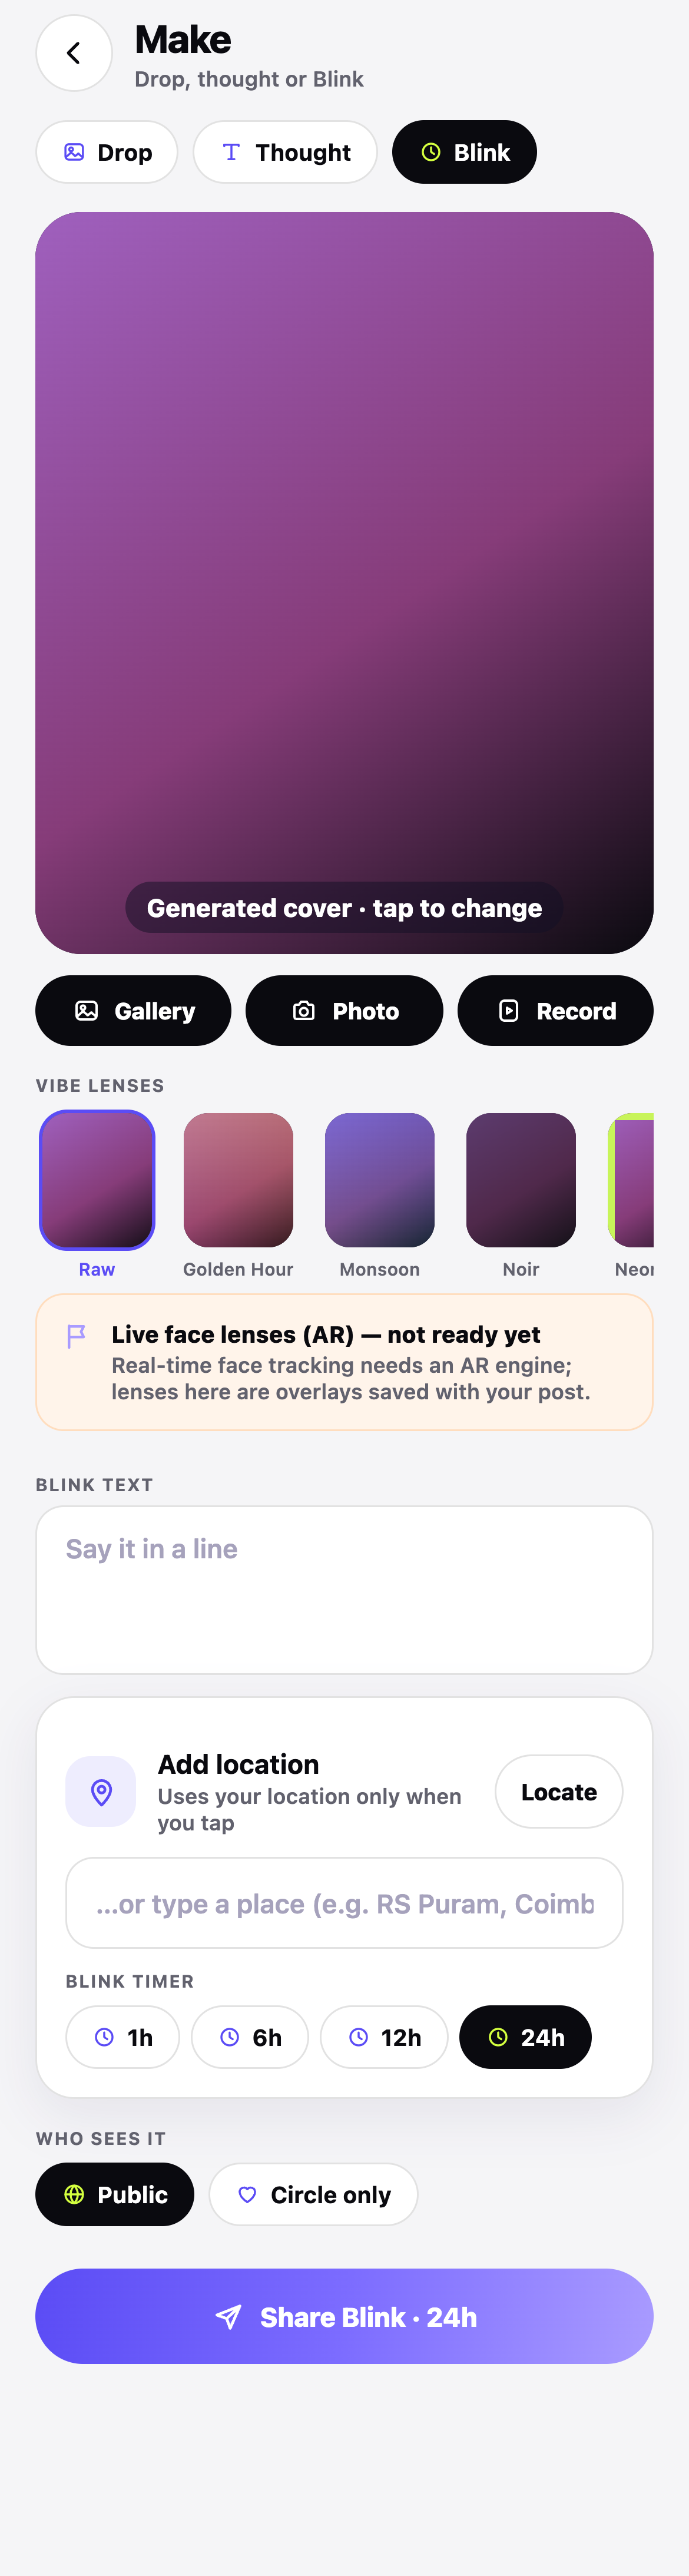 Make
Drop, thought or Blink
Drop
Thought
Blink
Generated cover · tap to change
Gallery
Photo
Record
VIBE LENSES
Raw
Golden Hour
Monsoon
Noir
Neon
Live face lenses (AR) — not ready yet
Real-time face tracking needs an AR engine;
lenses here are overlays saved with your post.
BLINK TEXT
Say it in a line
Add location
Uses your location only when
you tap
Locate
...or type a place (e.g. RS Puram, Coimb
BLINK TIMER
1h
6h
12h
24h
WHO SEES IT
Public
Circle only
Share Blink · 24h